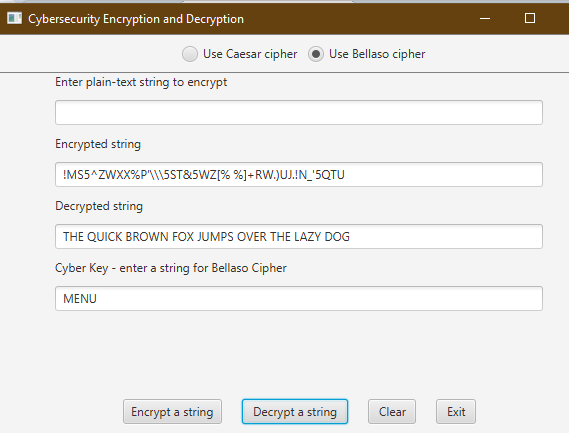 Cybersecurity Encryption and Decryption
Use Caesar cipher Use Bellaso cipher
Enter plain-text string to encrypt
Encrypted string
!MS5^ZWXX%P'\\\5ST&5WZ[% %]+RW.)UJ.!N_'5QTU
Decrypted string
THE QUICK BROWN FOX JUMPS OVER THE LAZY DOG
Cyber Key - enter a string for Bellaso Cipher
MENU
Encrypt a string Decrypt a string Clear Exit